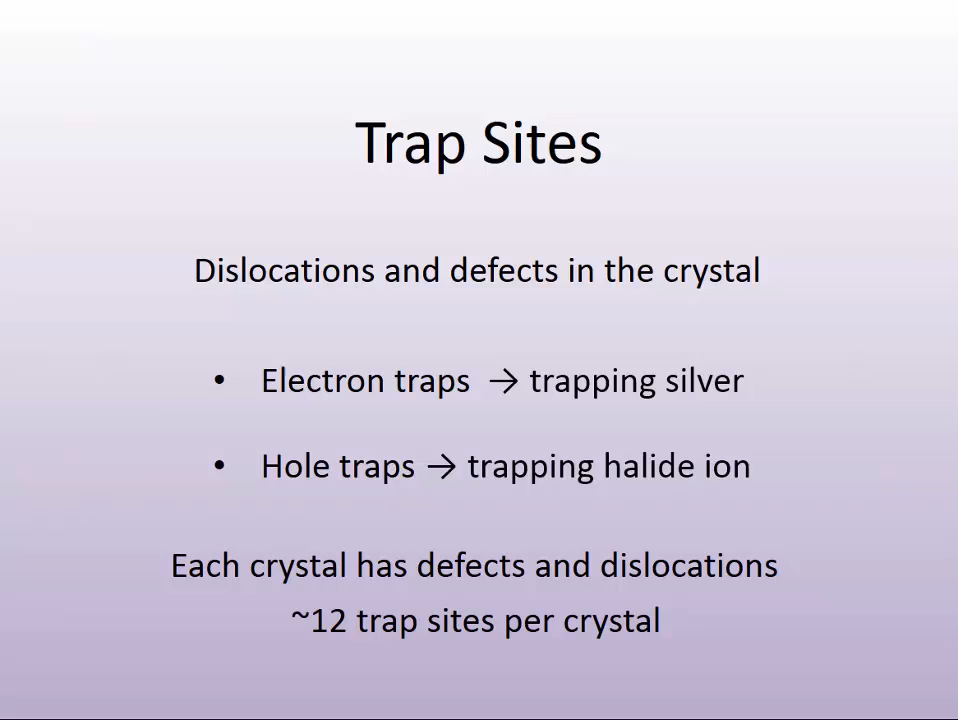 Trap Sites
Dislocations and defects in the crystal
• Electron traps → trapping silver
• Hole traps → trapping halide ion
Each crystal has defects and dislocations
~12 trap sites per crystal